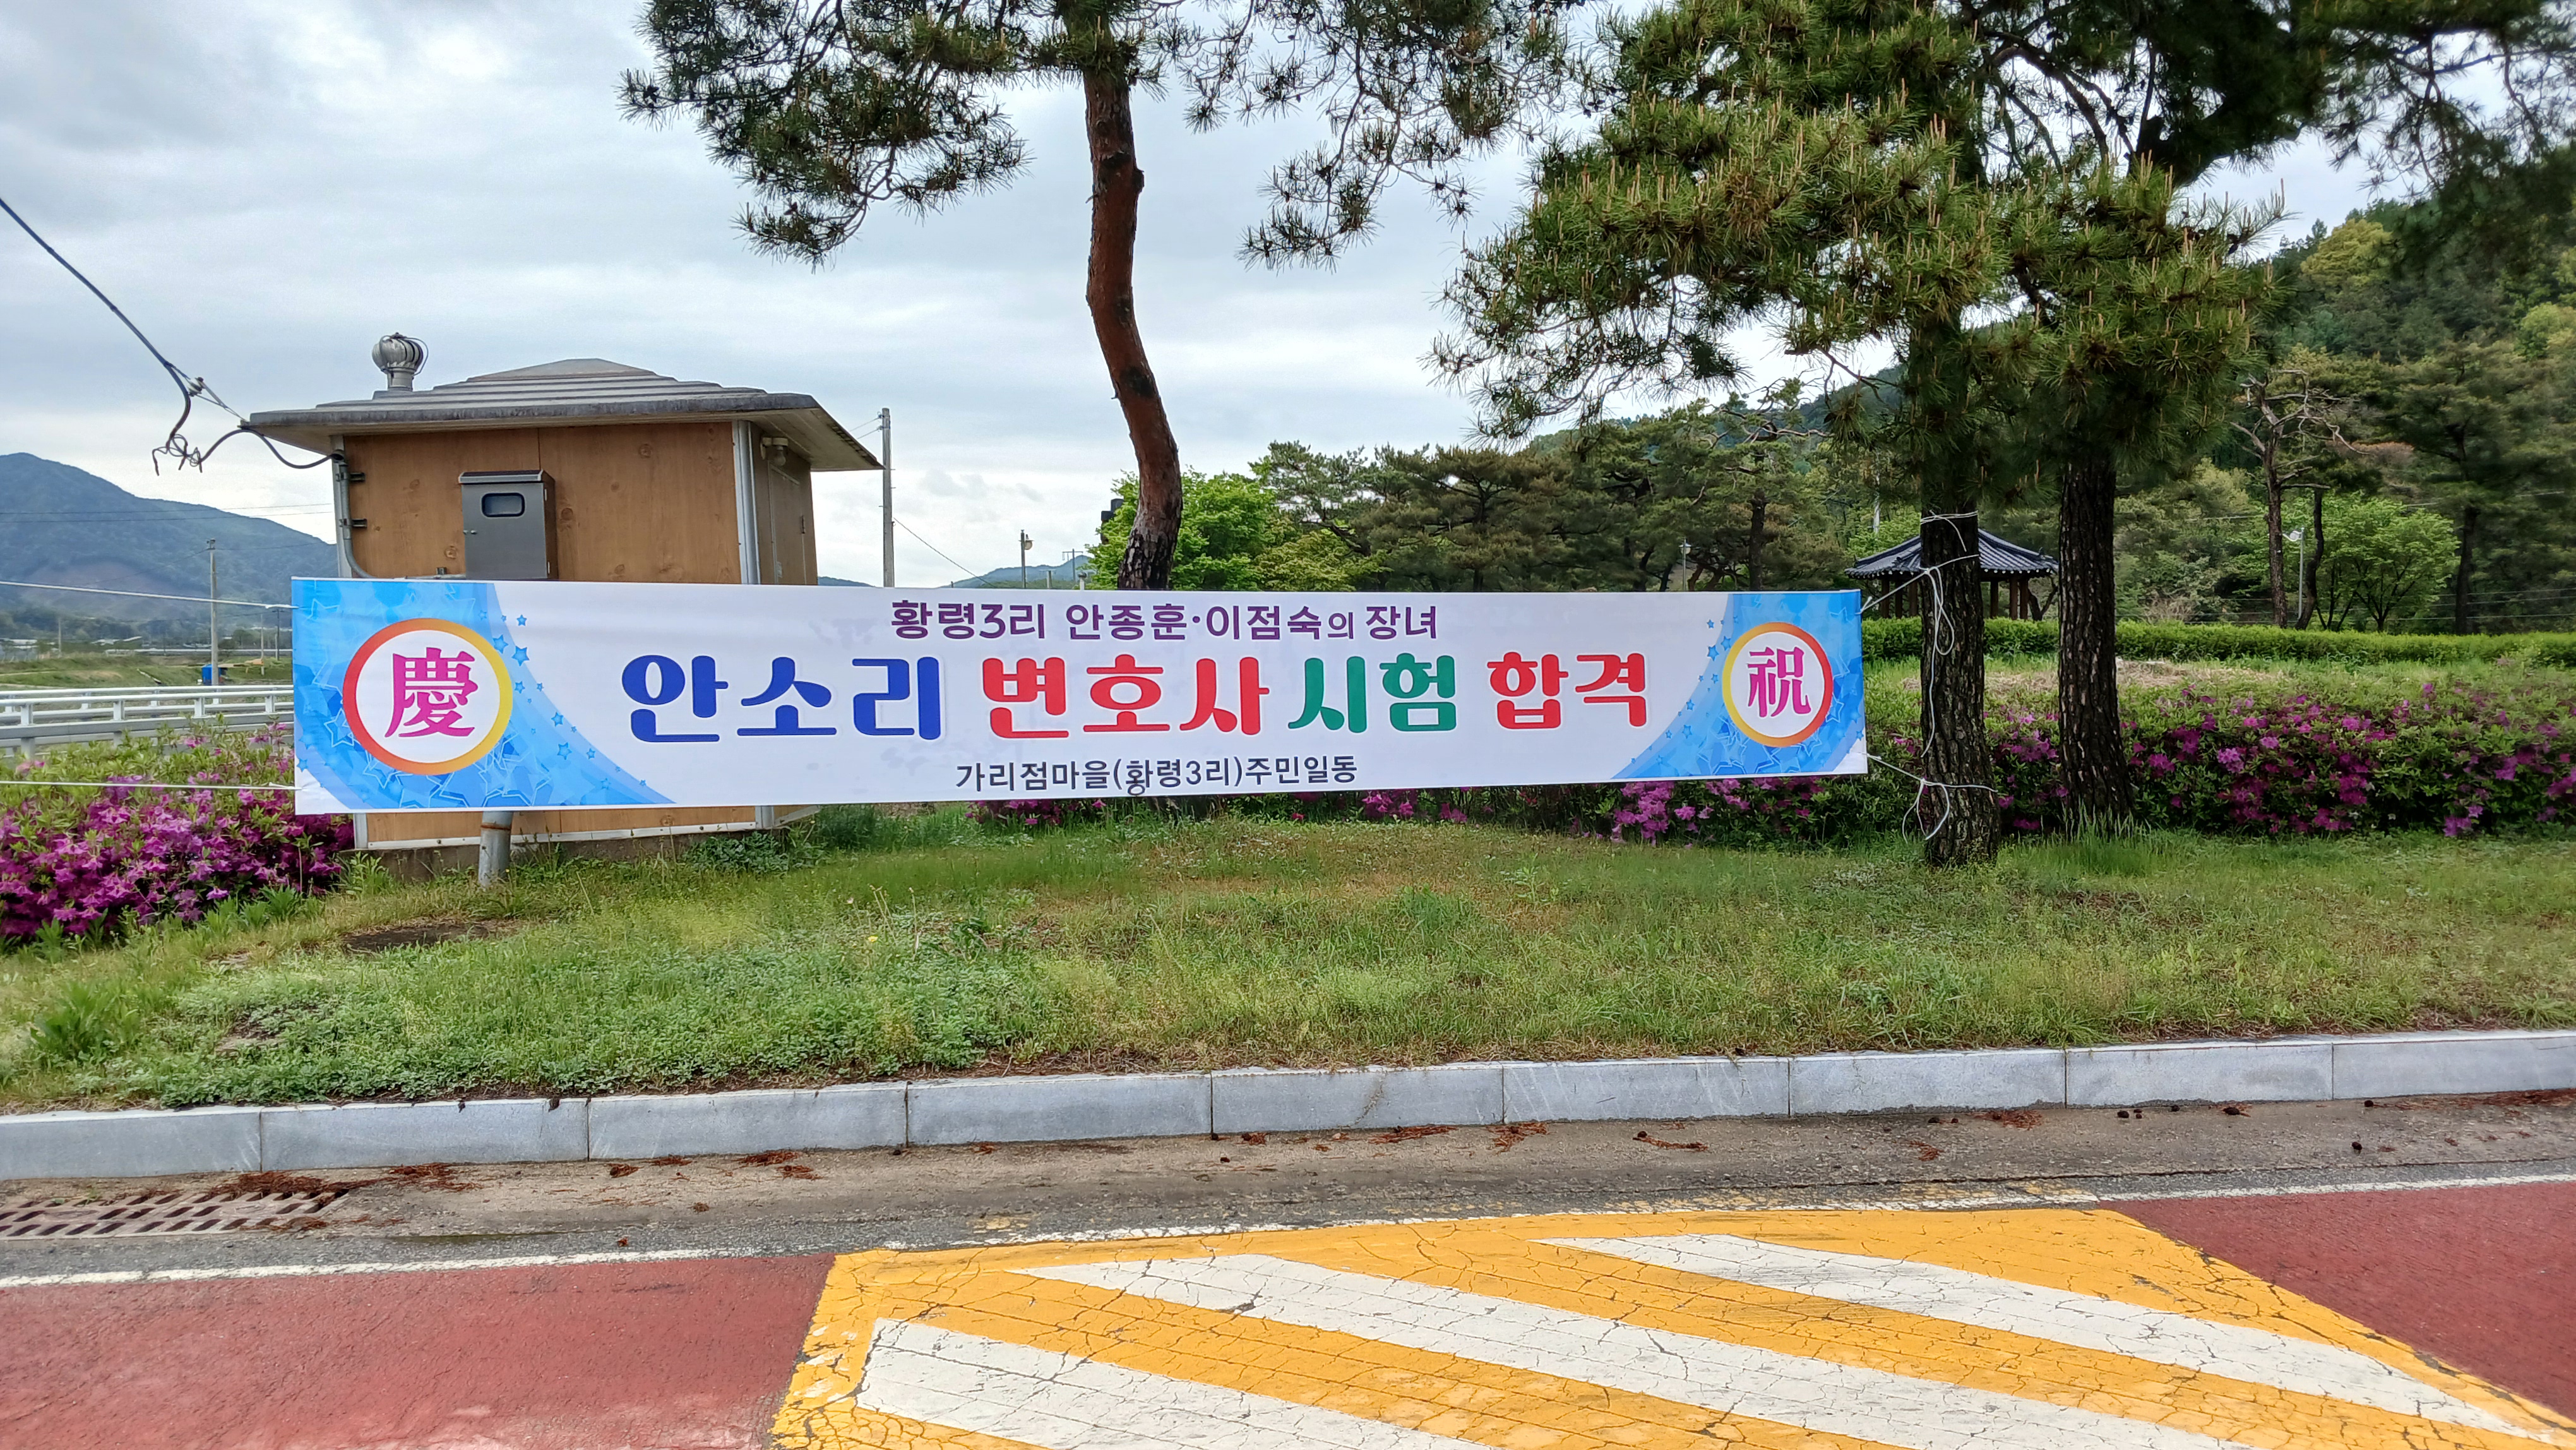 慶
황령3리 안종훈·이점숙의 장녀
안소리 변호사 시험 합격
가리점마을(황령3리)주민일동
祝